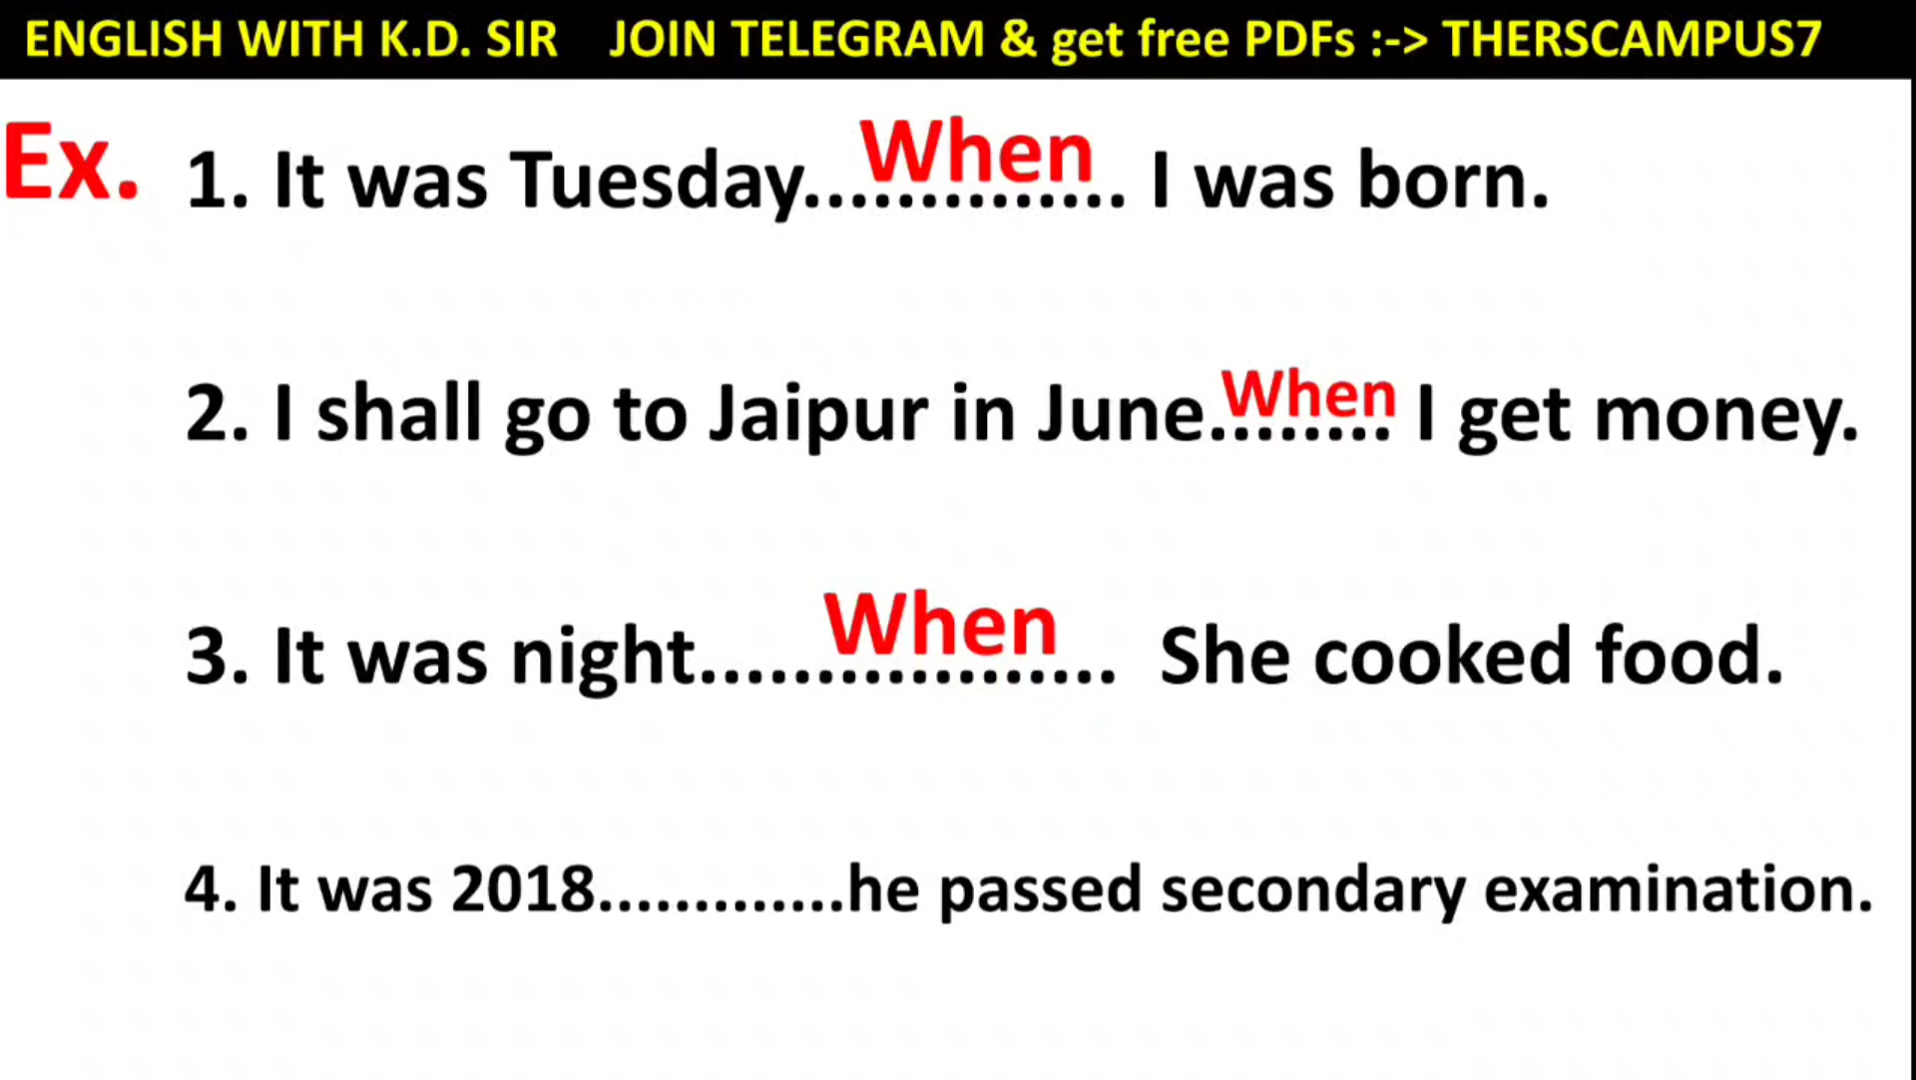 ENGLISH WITH K.D. SIR JOIN TELEGRAM & get free PDFs :-> THERSCAMPUS7
Ex. 1. It was Tuesday..............When I was born.
2. I shall go to Jaipur in June........When I get money.
3. It was night..................When She cooked food.
4. It was 2018.............he passed secondary examination.